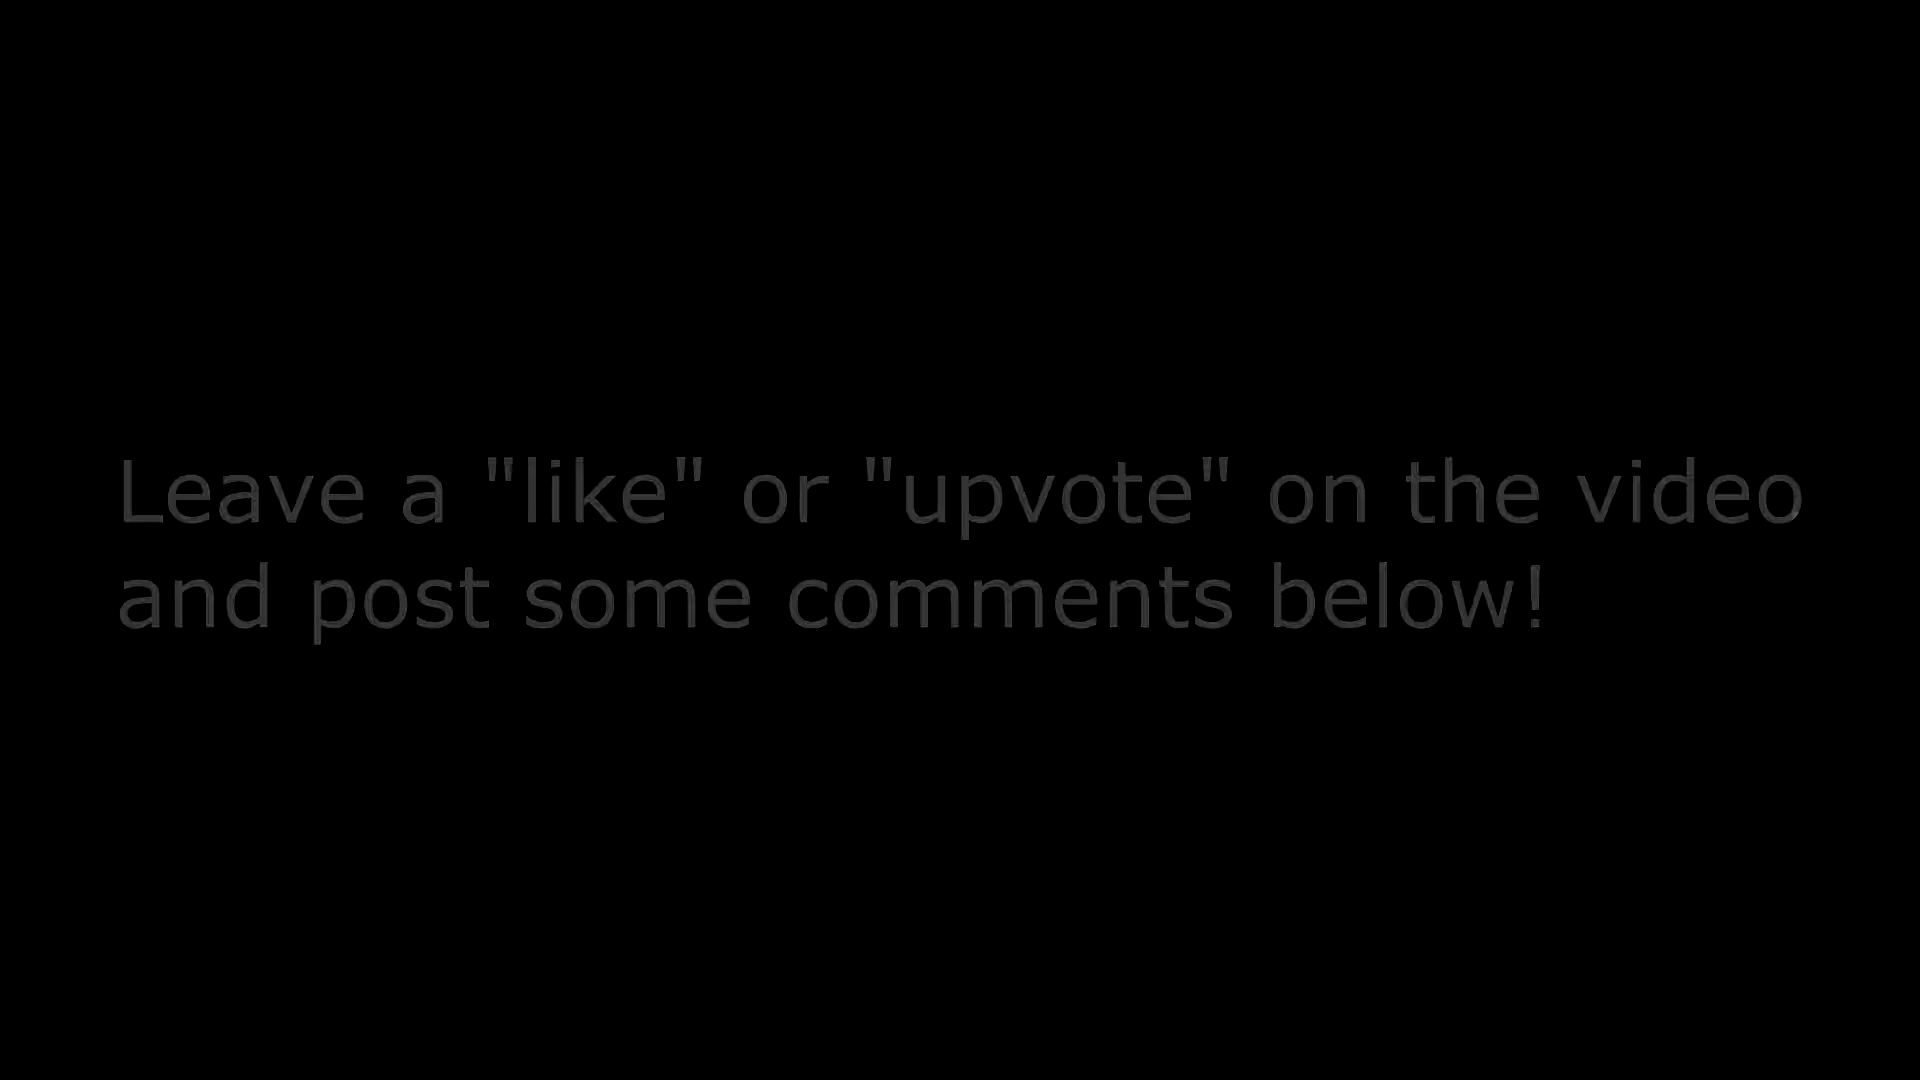 Leave a "like" or "upvote" on the video
and post some comments below!